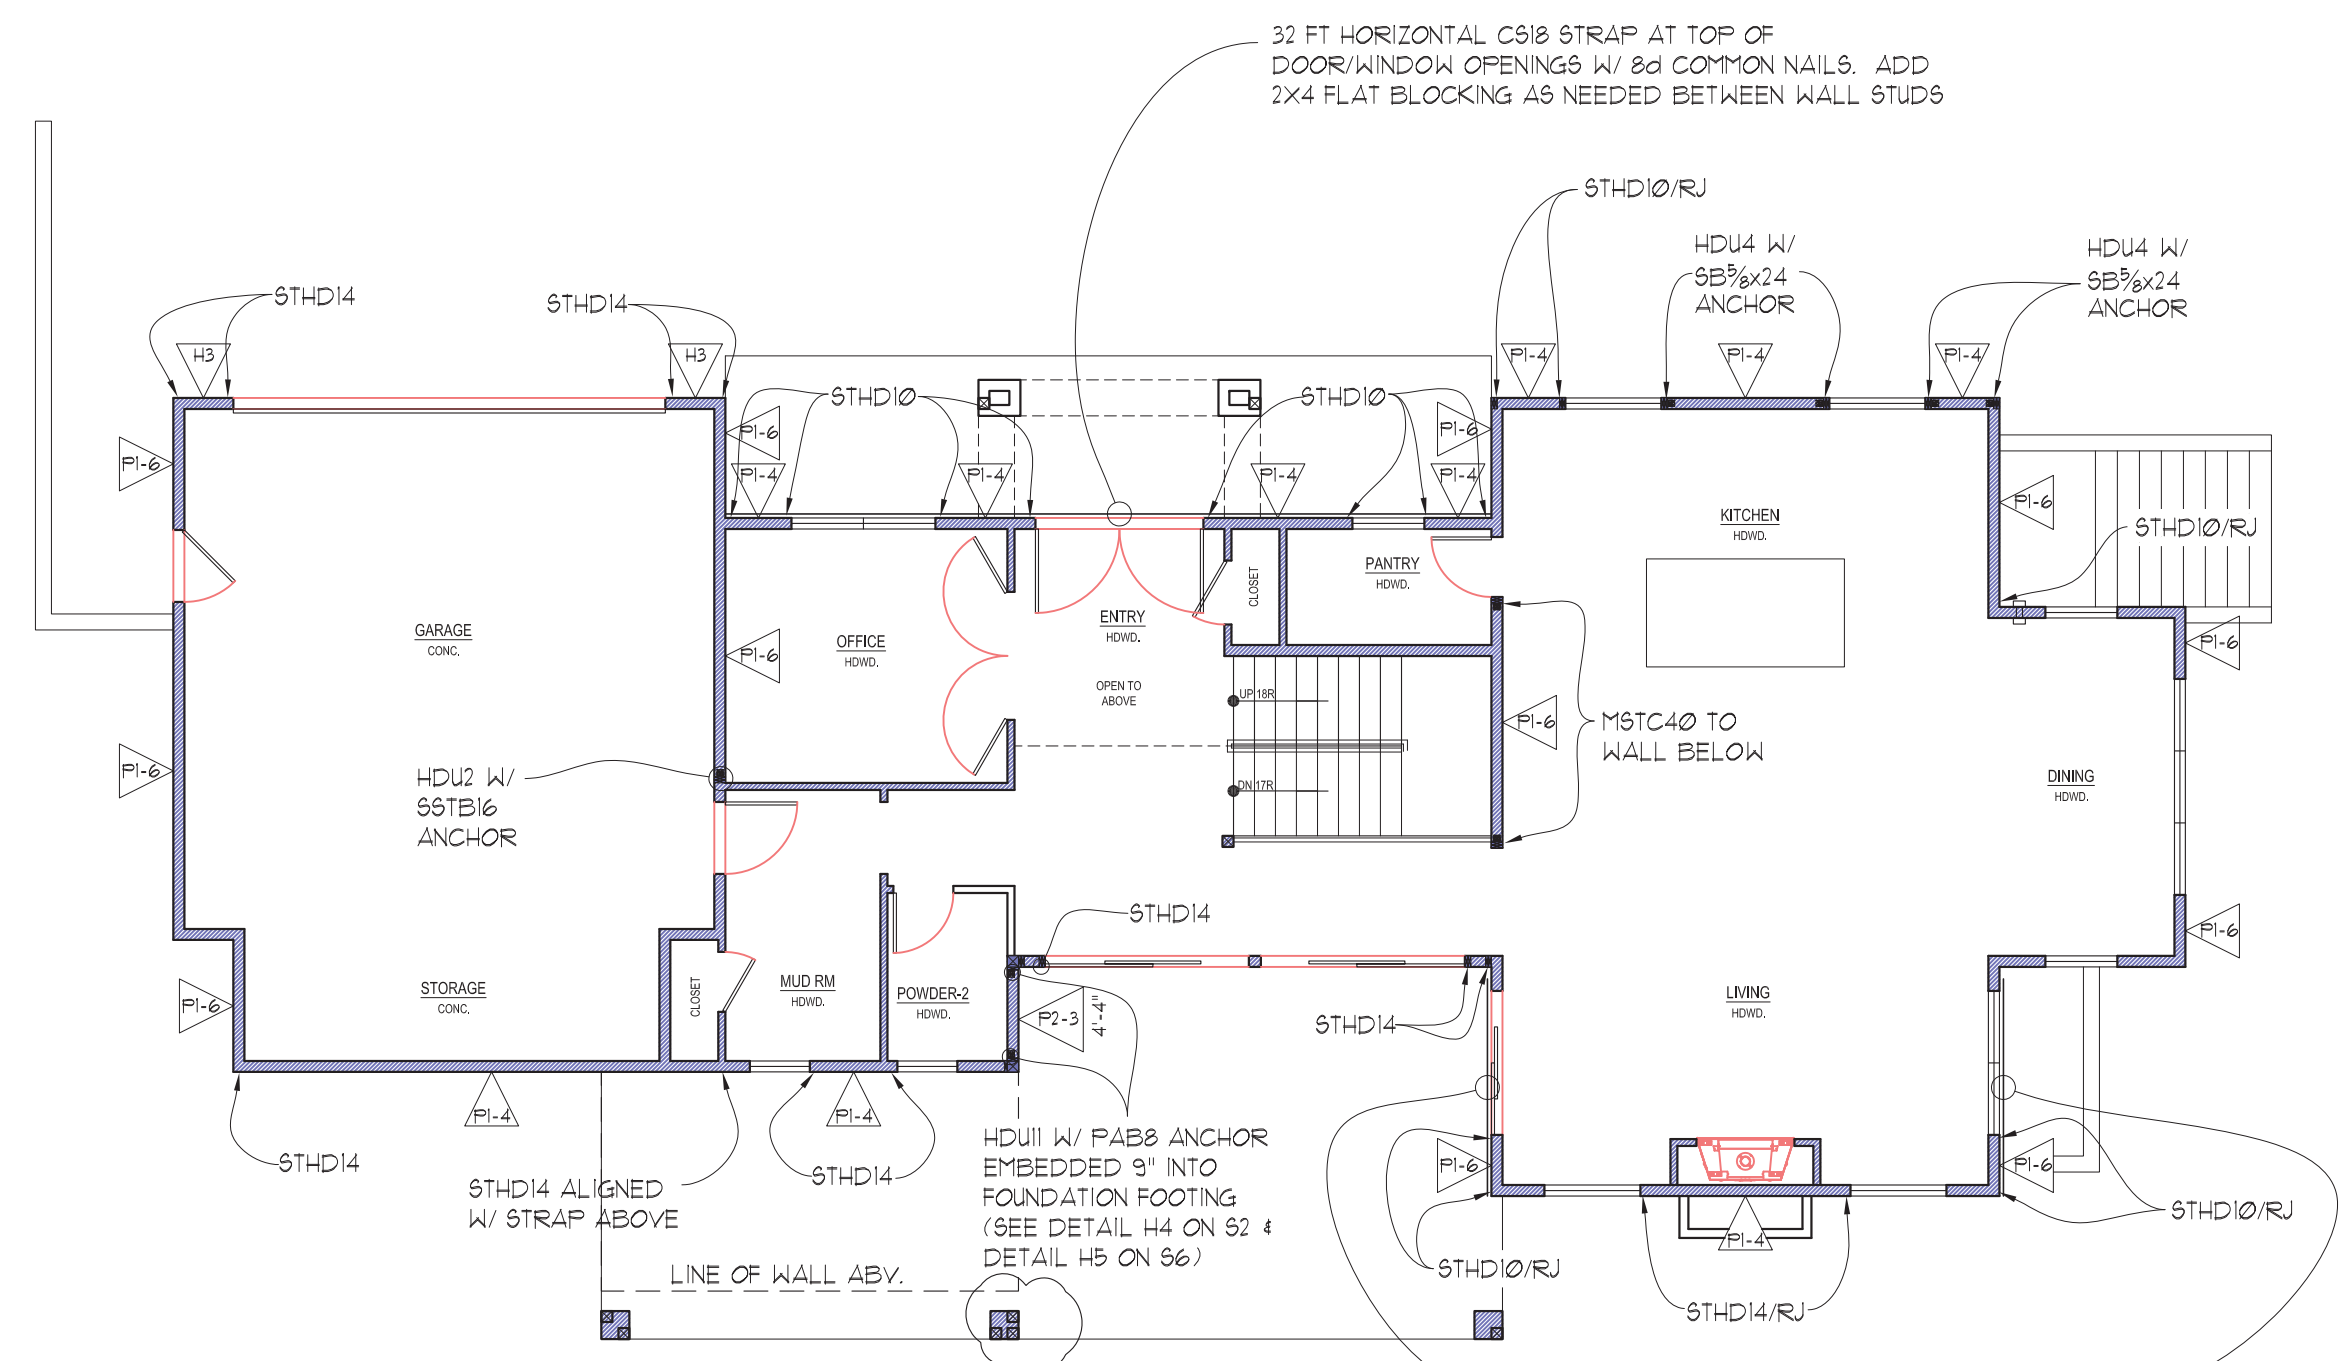 32 FT HORIZONTAL CS18 STRAP AT TOP OF
DOOR/WINDOW OPENINGS W/ 8d COMMON NAILS. ADD
2X4 FLAT BLOCKING AS NEEDED BETWEEN WALL STUDS
STHD10/RJ
HDU4 W/
SB5/8x24
ANCHOR
HDU4 W/
SB5/8x24
ANCHOR
STHD14
STHD14
H3
H3
P1-4
P1-4
P1-4
STHD10
STHD10
P1-6
P1-6
P1-6
P1-4
P1-4
P1-4
P1-4
P1-6
KITCHEN
HDWD.
STHD10/RJ
PANTRY
HDWD.
CLOSET
ENTRY
HDWD.
GARAGE
CONC.
OFFICE
HDWD.
P1-6
P1-6
OPEN TO
ABOVE
UP 18R
P1-6
MSTC40 TO
WALL BELOW
P1-6
HDU2 W/
SSTB16
ANCHOR
DN 17R
DINING
HDWD.
STHD14
P1-6
STORAGE
CONC.
P1-6
CLOSET
MUD RM
HDWD.
POWDER-2
HDWD.
P2-3
4'-4"
STHD14
LIVING
HDWD.
P1-4
P1-4
STHD14
STHD14
STHD14 ALIGNED
W/ STRAP ABOVE
HDU11 W/ PAB8 ANCHOR
EMBEDDED 9" INTO
FOUNDATION FOOTING
(SEE DETAIL H4 ON S2 &
DETAIL H5 ON S6)
P1-6
P1-6
STHD10/RJ
P1-4
STHD10/RJ
STHD14/RJ
LINE OF WALL ABV.